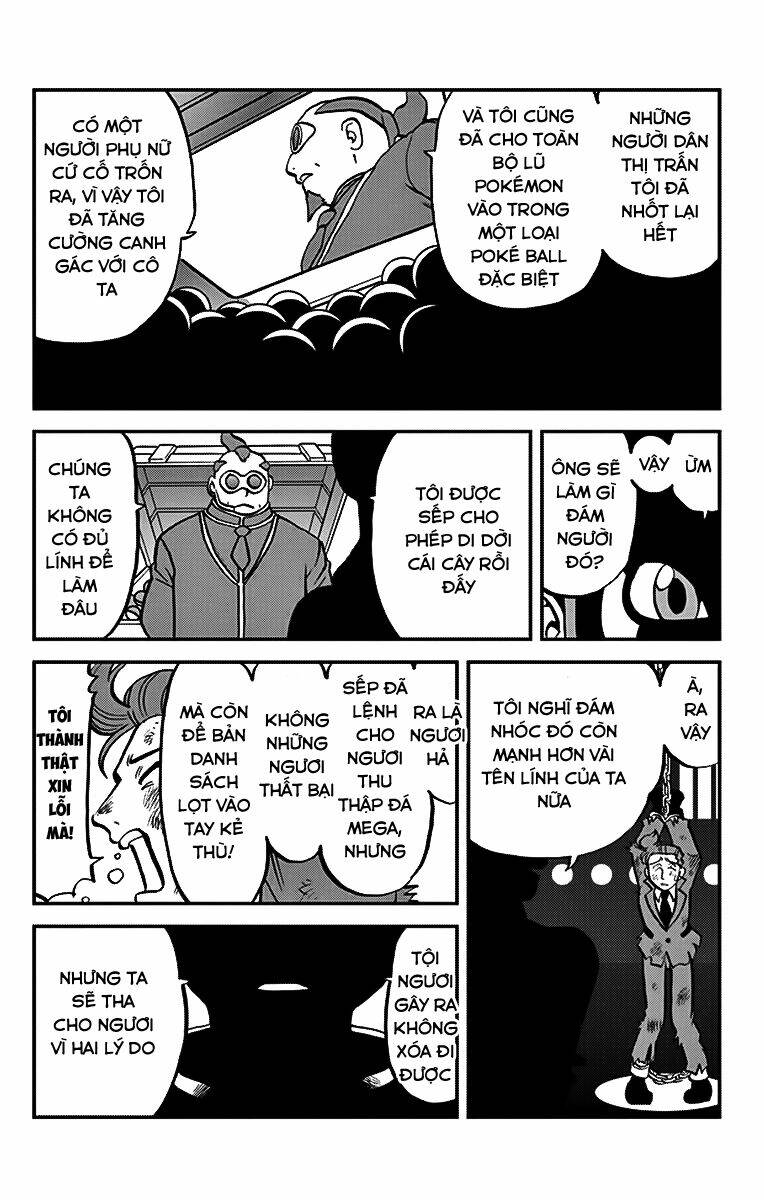 NHỮNG
NGƯỜI DÂN
THỊ TRẤN
TÔI ĐÃ
NHỐT LẠI
HẾT
VÀ TÔI CŨNG
ĐÃ CHO TOÀN
BỘ LŨ
POKÉMON
VÀO TRONG
MỘT LOẠI
POKÉ BALL
ĐẶC BIỆT
CÓ MỘT
NGƯỜI PHỤ NỮ
CỨ CỐ TRỐN
RA, VÌ VẬY TÔI
ĐÃ TĂNG
CƯỜNG CANH
GÁC VỚI CÔ
TA
ỪM
VẬY
ÔNG SẼ
LÀM GÌ
ĐÁM
NGƯỜI
ĐÓ?
TÔI ĐƯỢC
SẾP CHO
PHÉP DI DỜI
CÁI CÂY RỒI
ĐẤY
CHÚNG
TA
KHÔNG
CÓ ĐỦ
LÍNH ĐỂ
LÀM
ĐÂU
À,
RA
VẬY
TÔI NGHĨ ĐÁM
NHÓC ĐÓ CÒN
MẠNH HƠN VÀI
TÊN LÍNH CỦA TA
NỮA
RA LÀ
NGƯƠI
HẢ
SẾP ĐÃ
LỆNH
CHO
NGƯƠI
THU
THẬP ĐÁ
MEGA,
NHƯNG
KHÔNG
NHỮNG
NGƯƠI
THẤT BẠI
MÀ CÒN
ĐỂ BẢN
DANH
SÁCH
LỌT VÀO
TAY KẺ
THÙ!
TÔI
THÀNH
THẬT
XIN
LỖI
MÀ!
TỘI
NGƯƠI
GÂY RA
KHÔNG
XÓA ĐI
ĐƯỢC
NHƯNG TA
SẼ THA
CHO NGƯƠI
VÌ HAI LÝ DO